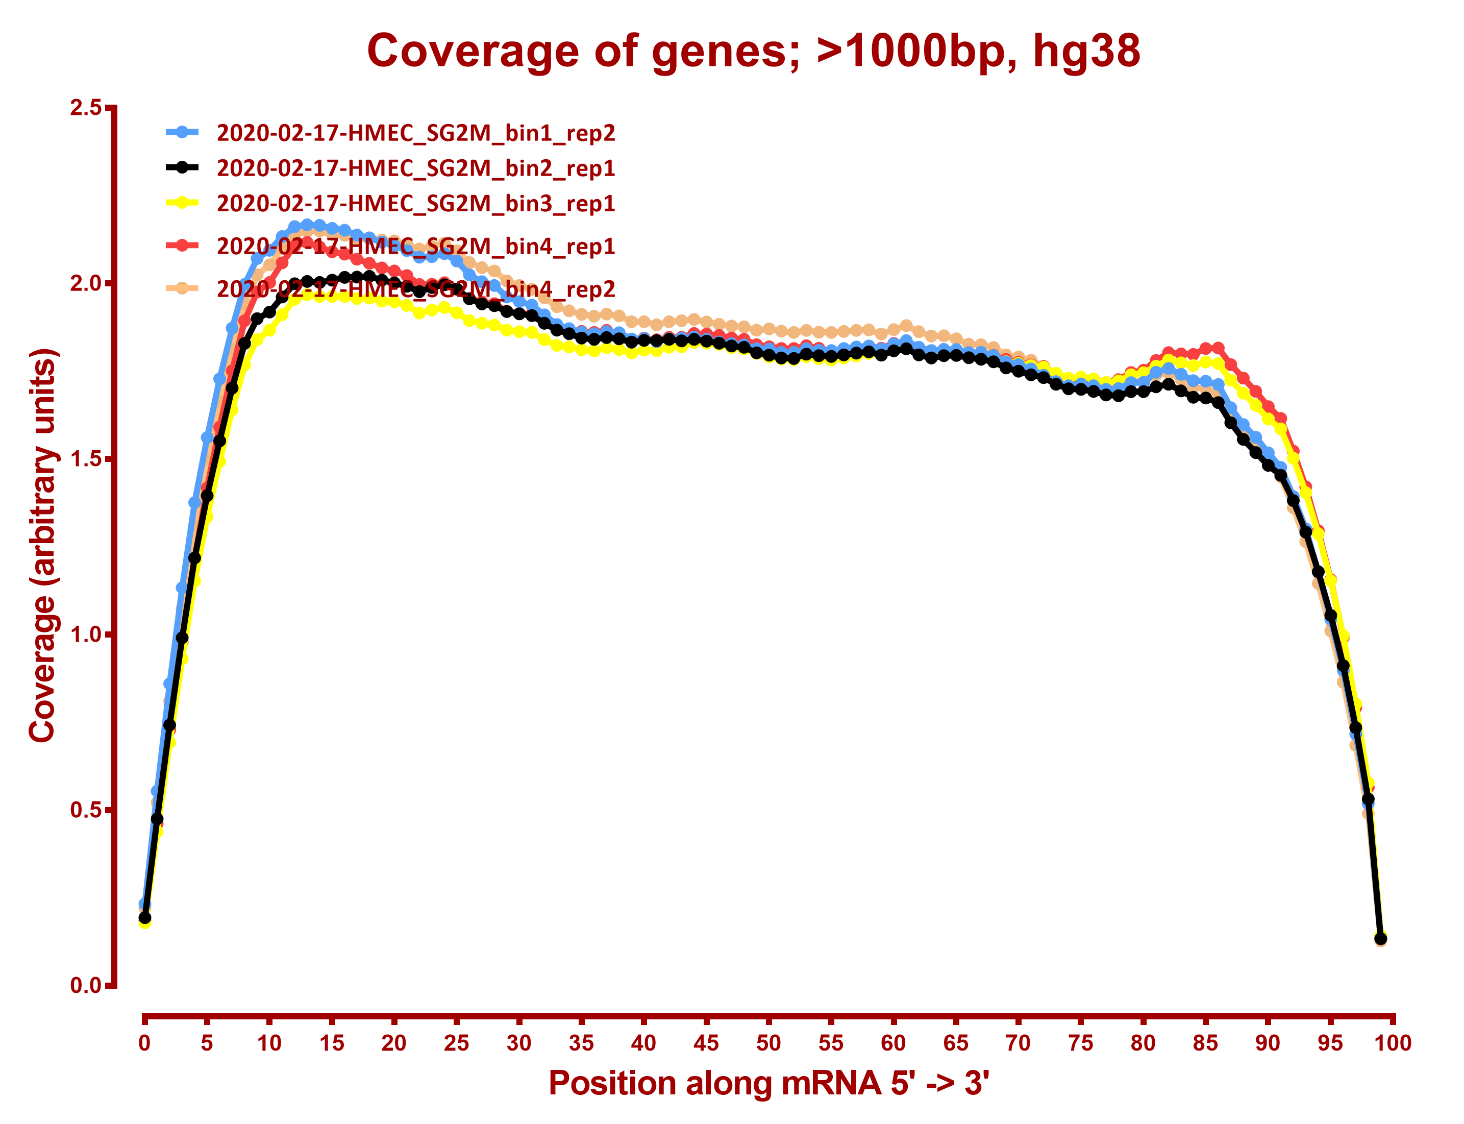 Coverage of genes; >1000bp, hg38
2.5
2020-02-17-HMEC_SG2M_bin1_rep2
2020-02-17-HMEC_SG2M_bin2_rep1
2020-02-17-HMEC_SG2M_bin3_rep1
2020-02-17-HMEC_SG2M_bin4_rep1
2020-02-17-HMEC_SG2M_bin4_rep2
2.0
1.5
1.0
0.5
0.0
Coverage (arbitrary units)
0 5 10 15 20 25 30 35 40 45 50 55 60 65 70 75 80 85 90 95 100
Position along mRNA 5' -> 3'